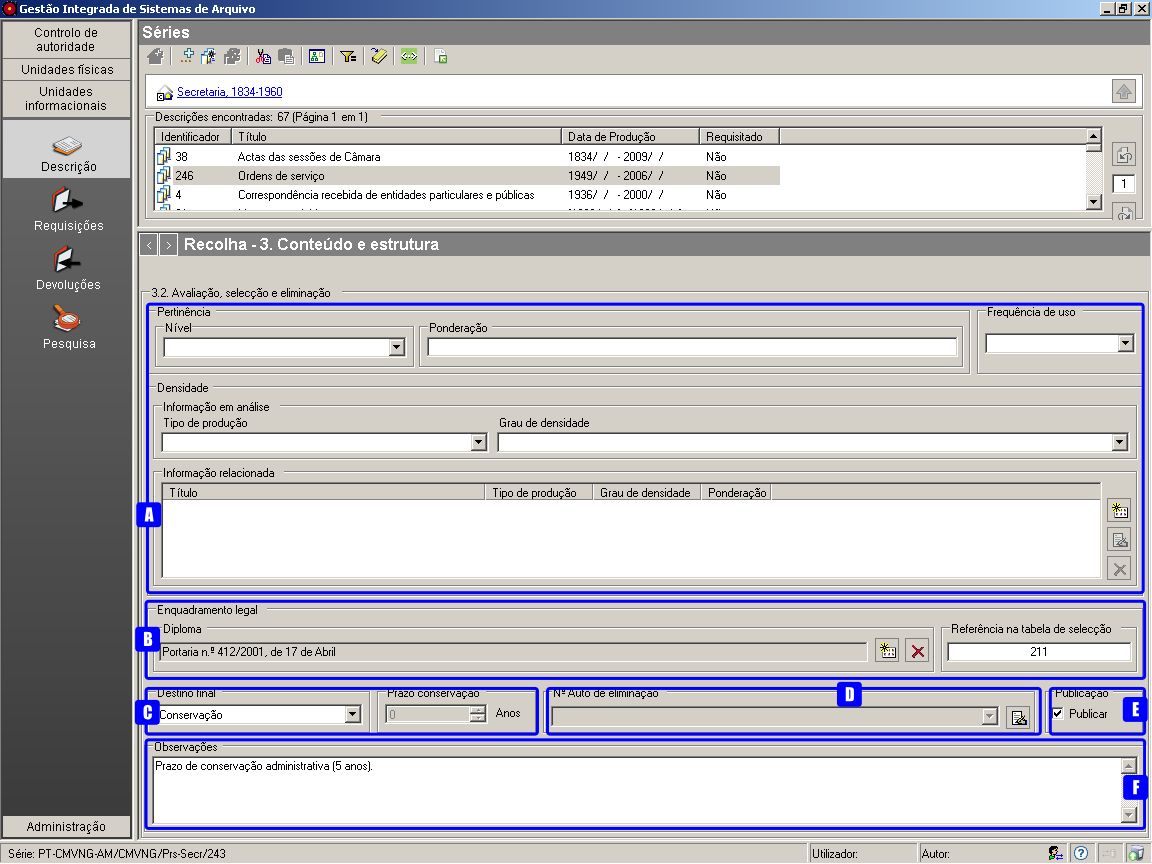 Gestão Integrada de Sistemas de Arquivo
Controlo de
autoridade
Unidades físicas
Unidades
informacionais
Descrição
Requisições
Devoluções
Pesquisa
Administração
Séries
Secretaria, 1834-1960
Descrições encontradas: 67 (Página 1 em 1)
Identificador Título Data de Produção Requisitado
38 Actas das sessões de Câmara 1834/ / - 2009/ / Não
246 Ordens de serviço 1949/ / - 2006/ / Não
4 Correspondência recebida de entidades particulares e públicas 1936/ / - 2000/ / Não
1
< > Recolha - 3. Conteúdo e estrutura
3.2. Avaliação, selecção e eliminação
Pertinência Frequência de uso
Nível Ponderação
Densidade
Informação em análise
Tipo de produção Grau de densidade
Informação relacionada
Título Tipo de produção Grau de densidade Ponderação
A
Enquadramento legal
Diploma Referência na tabela de selecção
B
Portaria n.º 412/2001, de 17 de Abril 211
Destino final Prazo conservação Nº Auto de eliminação D Publicação
C Conservação 0 Anos Publicar E
Observações
Prazo de conservação administrativa (5 anos).
F
Série: PT-CMVNG-AM/CMVNG/Prs-Secr/243 Utilizador: Autor: